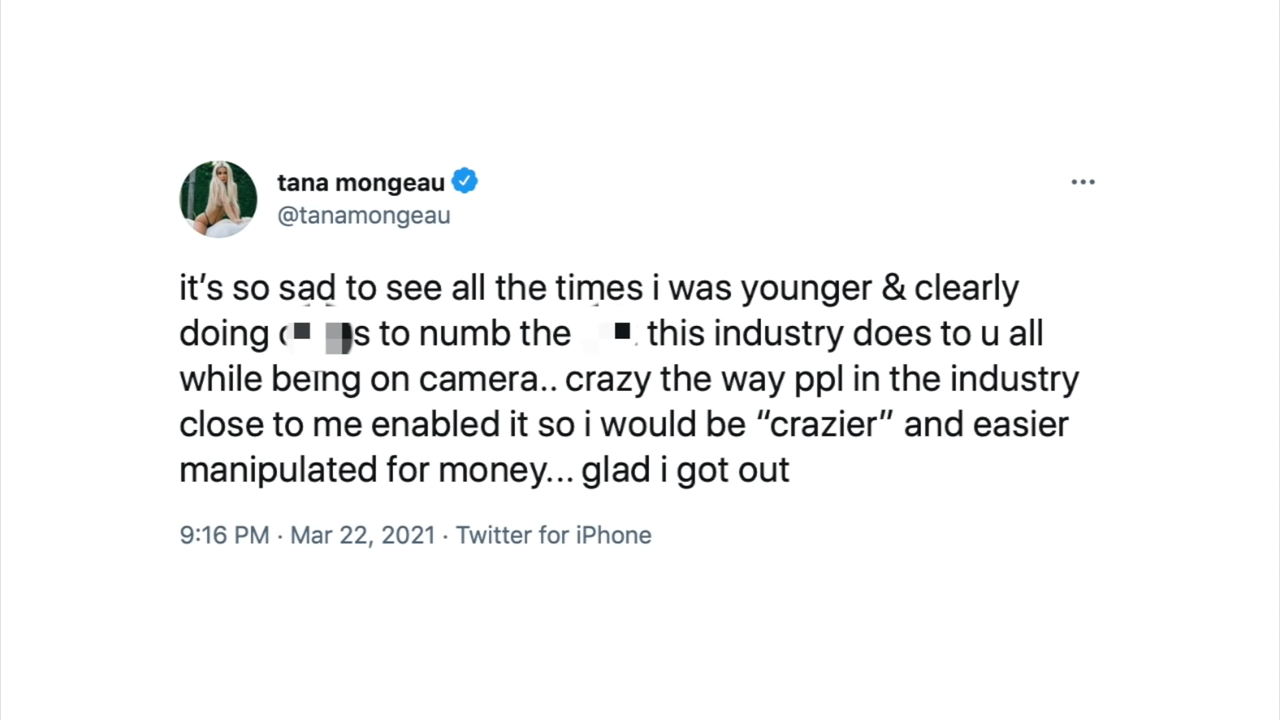 tana mongeau
@tanamongeau
it's so sad to see all the times i was younger & clearly
doing to numb the this industry does to u all
while being on camera.. crazy the way ppl in the industry
close to me enabled it so i would be “crazier” and easier
manipulated for money... glad i got out
9:16 PM · Mar 22, 2021 · Twitter for iPhone